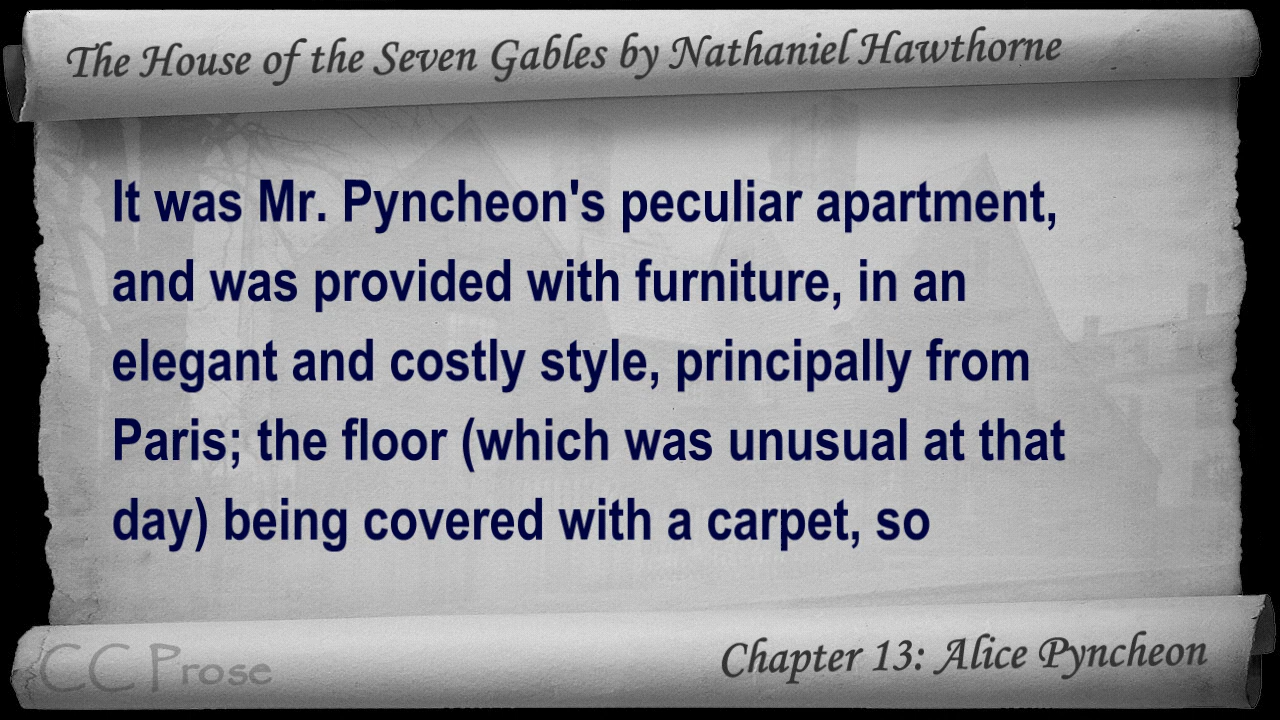 The House of the Seven Gables by Nathaniel Hawthorne
It was Mr. Pyncheon's peculiar apartment,
and was provided with furniture, in an
elegant and costly style, principally from
Paris; the floor (which was unusual at that
day) being covered with a carpet, so
CC Prose
Chapter 13: Alice Pyncheon